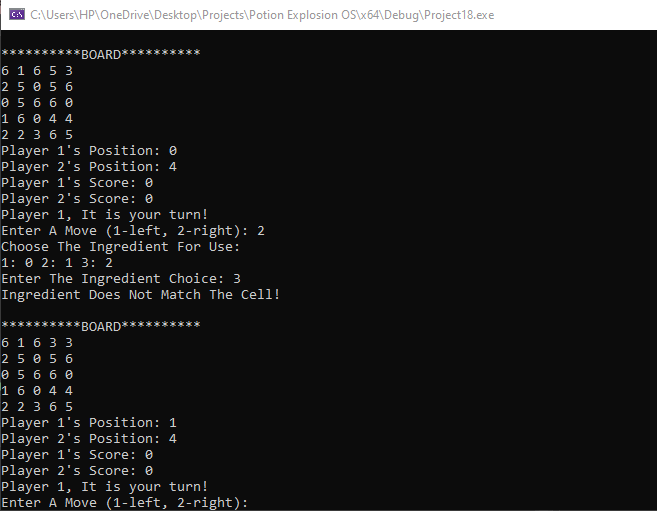 C:\Users\HP\OneDrive\Desktop\Projects\Potion Explosion OS\x64\Debug\Project18.exe
**********BOARD**********
6 1 6 5 3
2 5 0 5 6
0 5 6 6 0
1 6 0 4 4
2 2 3 6 5
Player 1's Position: 0
Player 2's Position: 4
Player 1's Score: 0
Player 2's Score: 0
Player 1, It is your turn!
Enter A Move (1-left, 2-right): 2
Choose The Ingredient For Use:
1: 0 2: 1 3: 2
Enter The Ingredient Choice: 3
Ingredient Does Not Match The Cell!
**********BOARD**********
6 1 6 3 3
2 5 0 5 6
0 5 6 6 0
1 6 0 4 4
2 2 3 6 5
Player 1's Position: 1
Player 2's Position: 4
Player 1's Score: 0
Player 2's Score: 0
Player 1, It is your turn!
Enter A Move (1-left, 2-right):